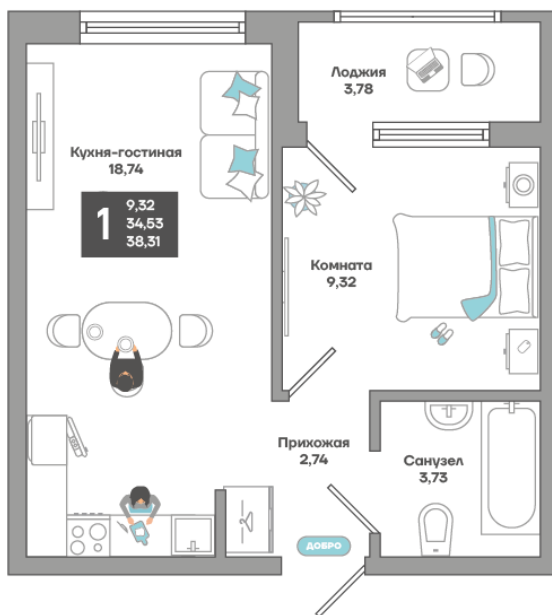 Лоджия
3,78
Кухня-гостиная
18,74
1
9,32
34,53
38,31
Комната
9,32
Прихожая
2,74
Санузел
3,73
ДОБРО